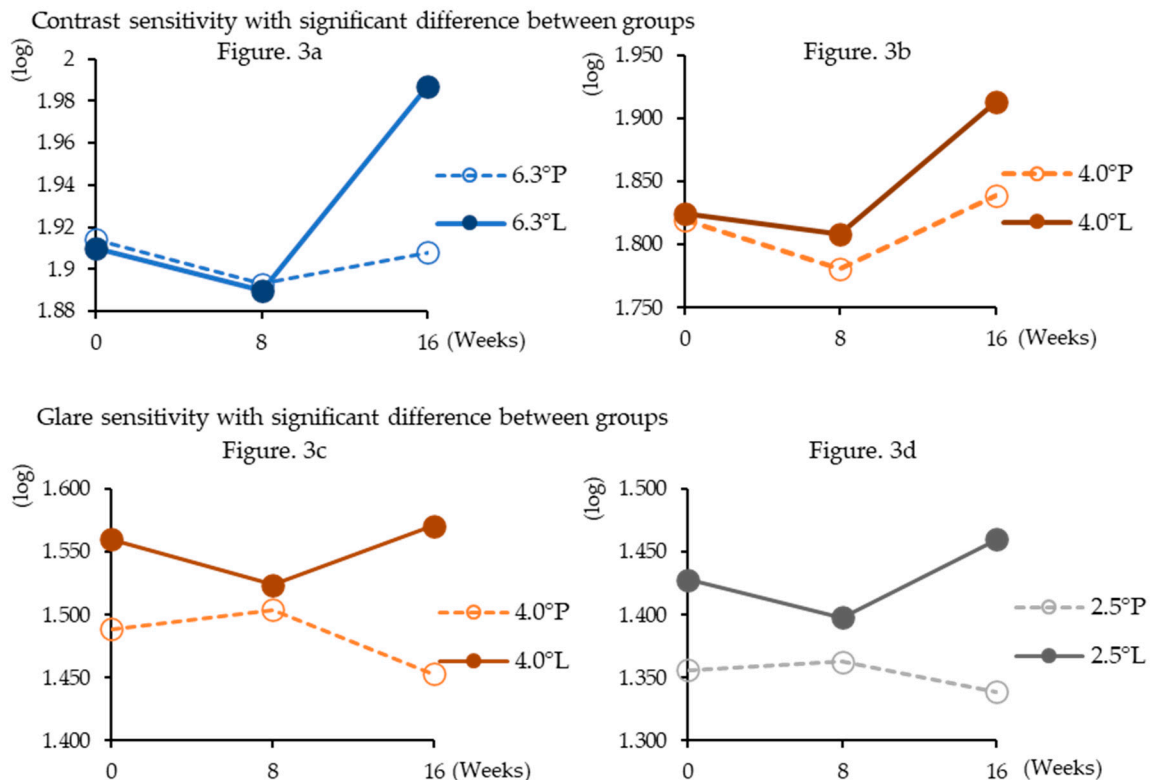 Contrast sensitivity with significant difference between groups
Figure. 3a
(log)
2
1.98
1.96
1.94
1.92
1.9
1.88
0
8
16 (Weeks)
6.3°P
6.3°L
Figure. 3b
(log)
1.950
1.900
1.850
1.800
1.750
0
8
16 (Weeks)
4.0°P
4.0°L
Glare sensitivity with significant difference between groups
Figure. 3c
(log)
1.600
1.550
1.500
1.450
1.400
0
8
16 (Weeks)
4.0°P
4.0°L
Figure. 3d
(log)
1.500
1.450
1.400
1.350
1.300
0
8
16 (Weeks)
2.5°P
2.5°L